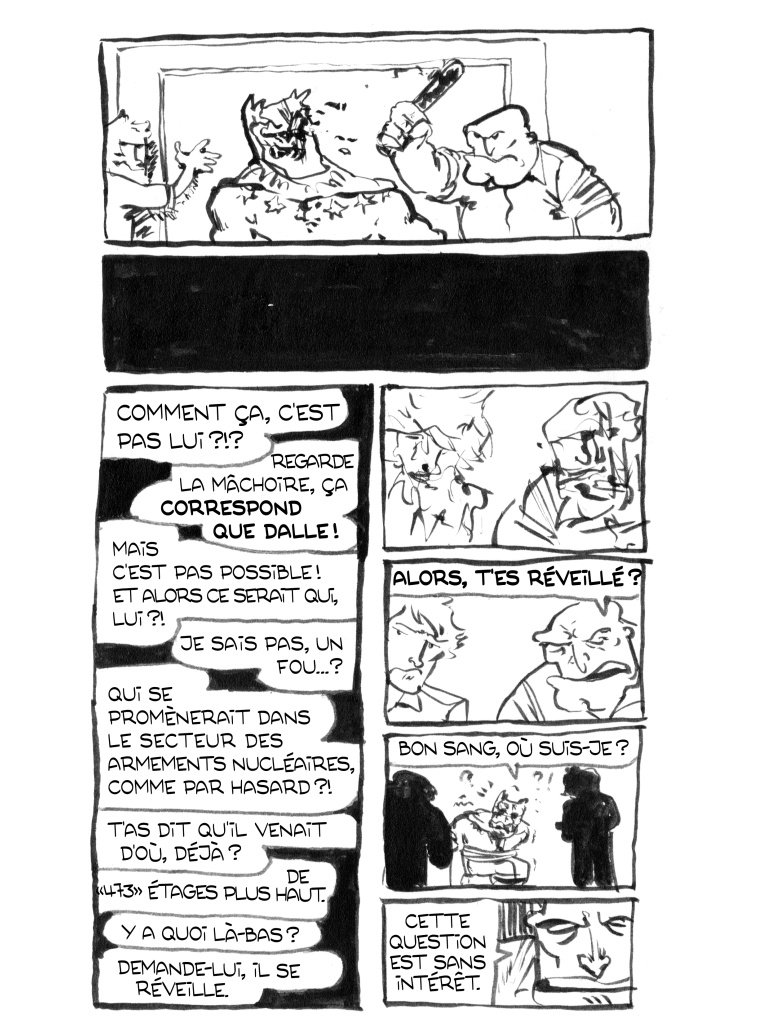 COMMENT ÇA, C'EST
PAS LUI ?!?
REGARDE
LA MÂCHOIRE, ÇA
CORRESPOND
QUE DALLE !
MAIS
C'EST PAS POSSIBLE !
ET ALORS CE SERAIT QUI,
LUI ?!
JE SAIS PAS, UN
FOU...?
QUI SE
PROMÈNERAIT DANS
LE SECTEUR DES
ARMEMENTS NUCLÉAIRES,
COMME PAR HASARD ?!
T'AS DIT QU'IL VENAIT
D'OÙ, DÉJÀ ?
DE
«473» ÉTAGES PLUS HAUT.
Y A QUOI LÀ-BAS ?
DEMANDE-LUI, IL SE
RÉVEILLE.
ALORS, T'ES RÉVEILLÉ ?
BON SANG, OÙ SUIS-JE ?
? ? ! ?
CETTE
QUESTION
EST SANS
INTÉRÊT.